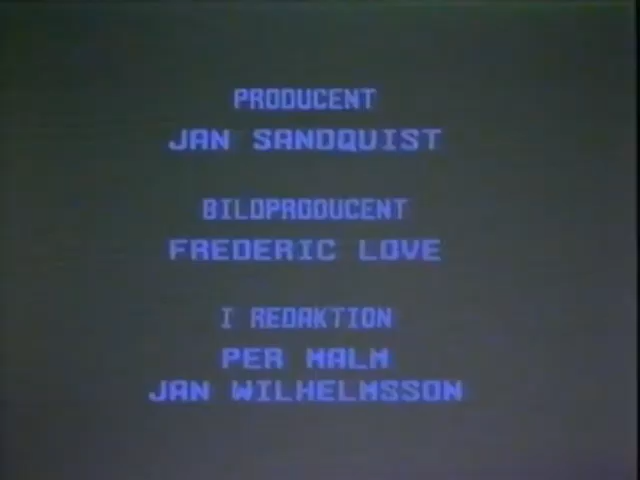 PRODUCENT
JAN SANDQUIST
BILDPRODUCENT
FREDERIC LOVE
I REDAKTION
PER MALM
JAN WILHELMSSON